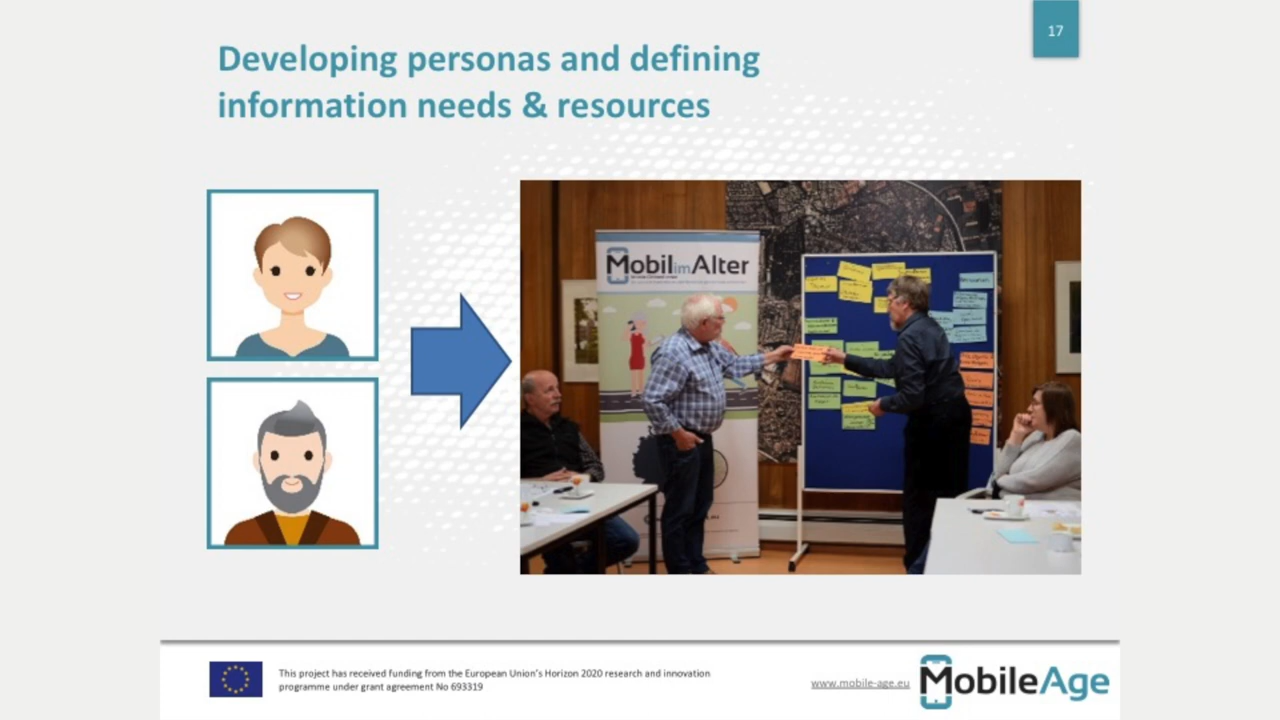 17
Developing personas and defining
information needs & resources
MobilimAlter
This project has received funding from the European Union's Horizon 2020 research and innovation
programme under grant agreement No 693319
www.mobile-age.eu
MobileAge